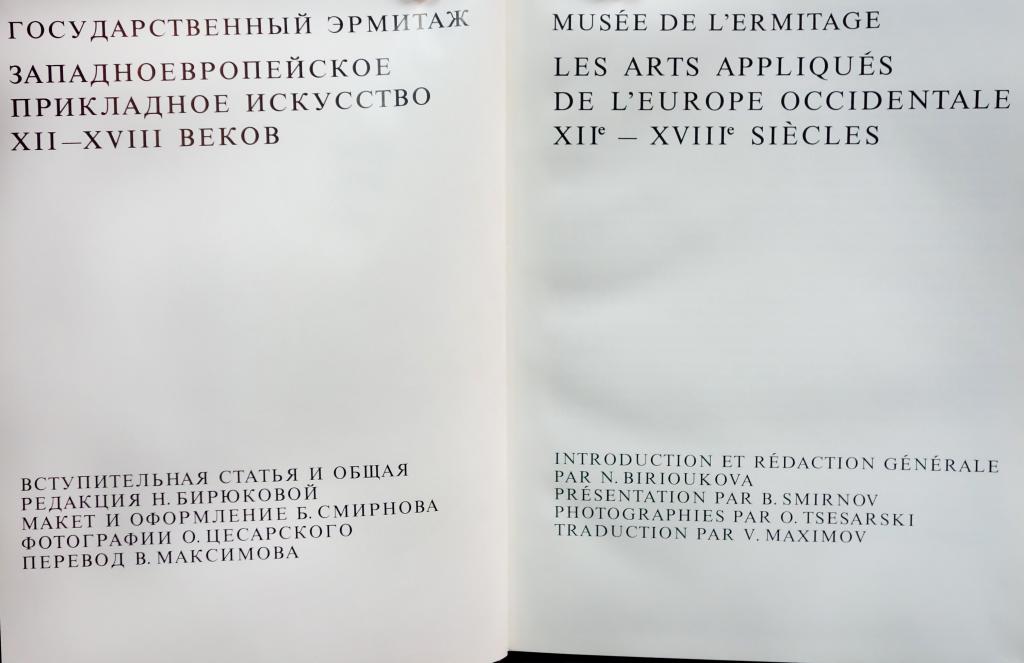 ГОСУДАРСТВЕННЫЙ ЭРМИТАЖ
ЗАПАДНОЕВРОПЕЙСКОЕ
ПРИКЛАДНОЕ ИСКУССТВО
XII—XVIII ВЕКОВ
ВСТУПИТЕЛЬНАЯ СТАТЬЯ И ОБЩАЯ
РЕДАКЦИЯ Н. БИРЮКОВОЙ
МАКЕТ И ОФОРМЛЕНИЕ Б. СМИРНОВА
ФОТОГРАФИИ О. ЦЕСАРСКОГО
ПЕРЕВОД В. МАКСИМОВА
MUSÉE DE L'ERMITAGE
LES ARTS APPLIQUÉS
DE L'EUROPE OCCIDENTALE
XIIe — XVIIIe SIÈCLES
INTRODUCTION ET RÉDACTION GÉNÉRALE
PAR N. BIRIOUKOVA
PRÉSENTATION PAR B. SMIRNOV
PHOTOGRAPHIES PAR O. TSESARSKI
TRADUCTION PAR V. MAXIMOV